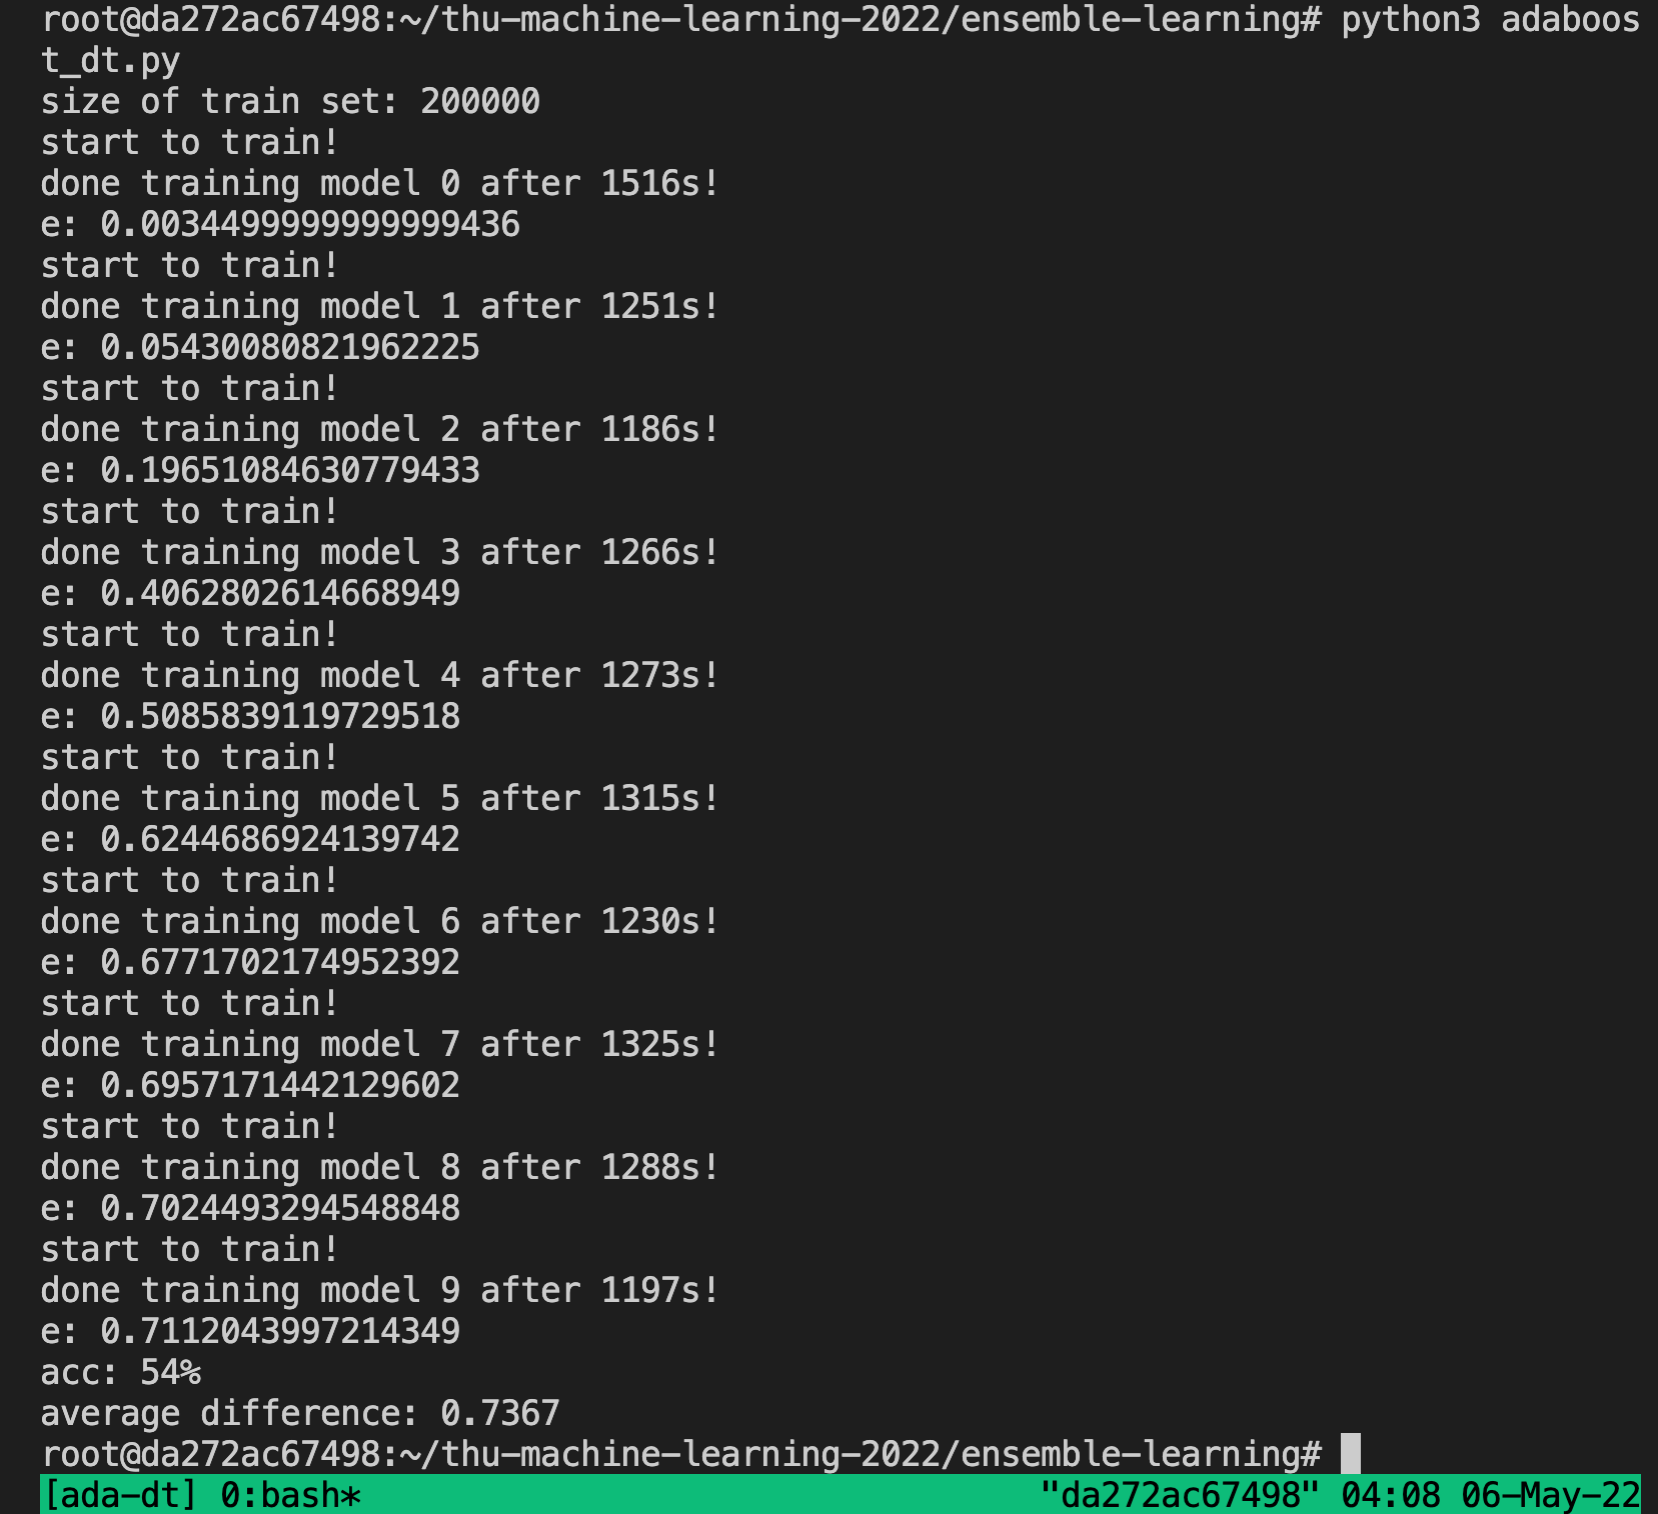 root@da272ac67498:~/thu-machine-learning-2022/ensemble-learning# python3 adaboos
t_dt.py
size of train set: 200000
start to train!
done training model 0 after 1516s!
e: 0.0034499999999999436
start to train!
done training model 1 after 1251s!
e: 0.05430080821962225
start to train!
done training model 2 after 1186s!
e: 0.19651084630779433
start to train!
done training model 3 after 1266s!
e: 0.4062802614668949
start to train!
done training model 4 after 1273s!
e: 0.5085839119729518
start to train!
done training model 5 after 1315s!
e: 0.6244686924139742
start to train!
done training model 6 after 1230s!
e: 0.6771702174952392
start to train!
done training model 7 after 1325s!
e: 0.6957171442129602
start to train!
done training model 8 after 1288s!
e: 0.7024493294548848
start to train!
done training model 9 after 1197s!
e: 0.7112043997214349
acc: 54%
average difference: 0.7367
root@da272ac67498:~/thu-machine-learning-2022/ensemble-learning#
[ada-dt] 0:bash* "da272ac67498" 04:08 06-May-22